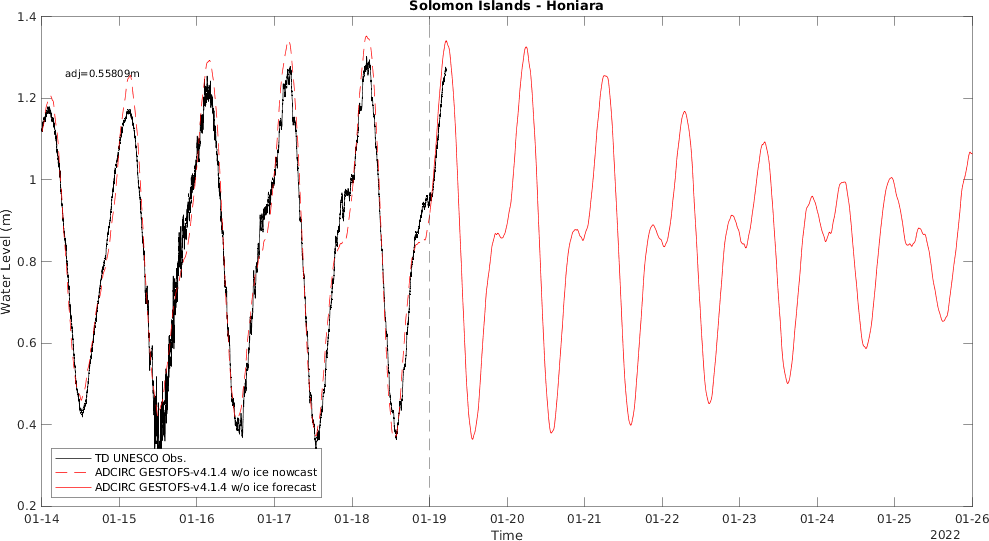 Solomon Islands - Honiara
1.4
adj=0.55809m
1.2
1
0.8
0.6
0.4
0.2
Water Level (m)
TD UNESCO Obs.
ADCIRC GESTOFS-v4.1.4 w/o ice nowcast
ADCIRC GESTOFS-v4.1.4 w/o ice forecast
01-14 01-15 01-16 01-17 01-18 01-19 01-20 01-21 01-22 01-23 01-24 01-25 01-26
Time
2022